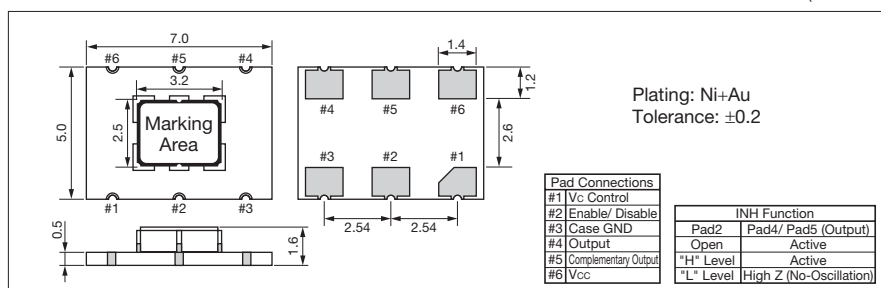 7.0
#6
#5
#4
3.2
5.0
2.5
Marking
Area
#1
#2
#3
0.5
1.6
1.4
1.2
#4
#5
#6
2.6
#3
#2
#1
2.54
2.54
Plating: Ni+Au
Tolerance: ±0.2
Pad Connections
#1 Vc Control
#2 Enable/ Disable
#3 Case GND
#4 Output
#5 Complementary Output
#6 Vcc
INH Function
Pad2 Pad4/ Pad5 (Output)
Open Active
"H" Level Active
"L" Level High Z (No-Oscillation)